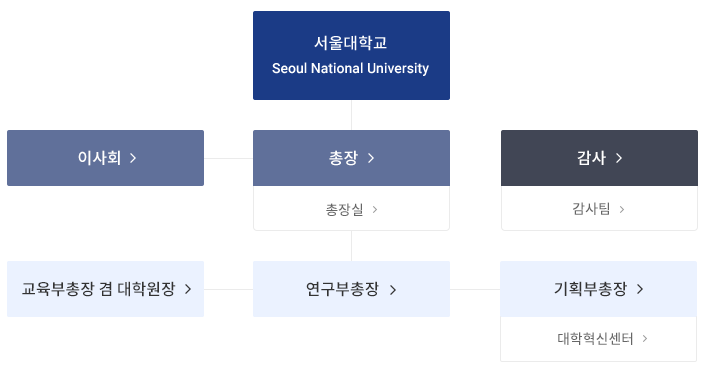 서울대학교
Seoul National University
이사회 >
총장 >
감사 >
총장실 >
감사팀 >
교육부총장 겸 대학원장 >
연구부총장 >
기획부총장 >
대학혁신센터 >